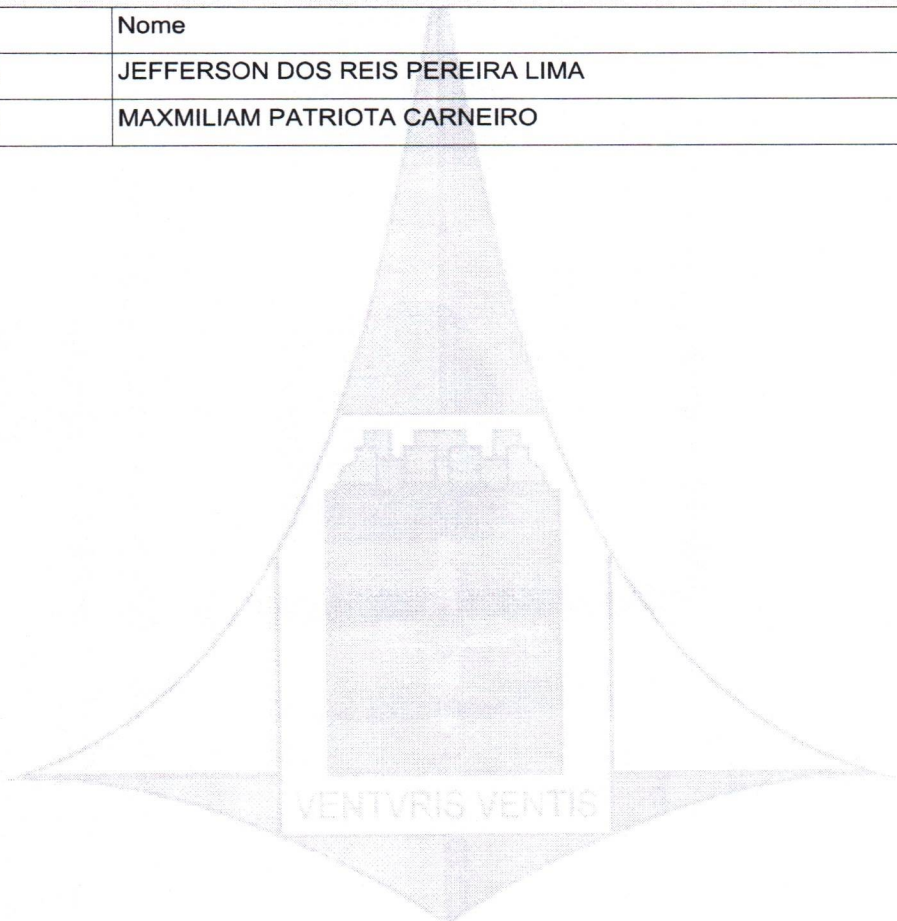 Nome
JEFFERSON DOS REIS PEREIRA LIMA
MAXMILIAM PATRIOTA CARNEIRO
VENTVRIS VENTIS